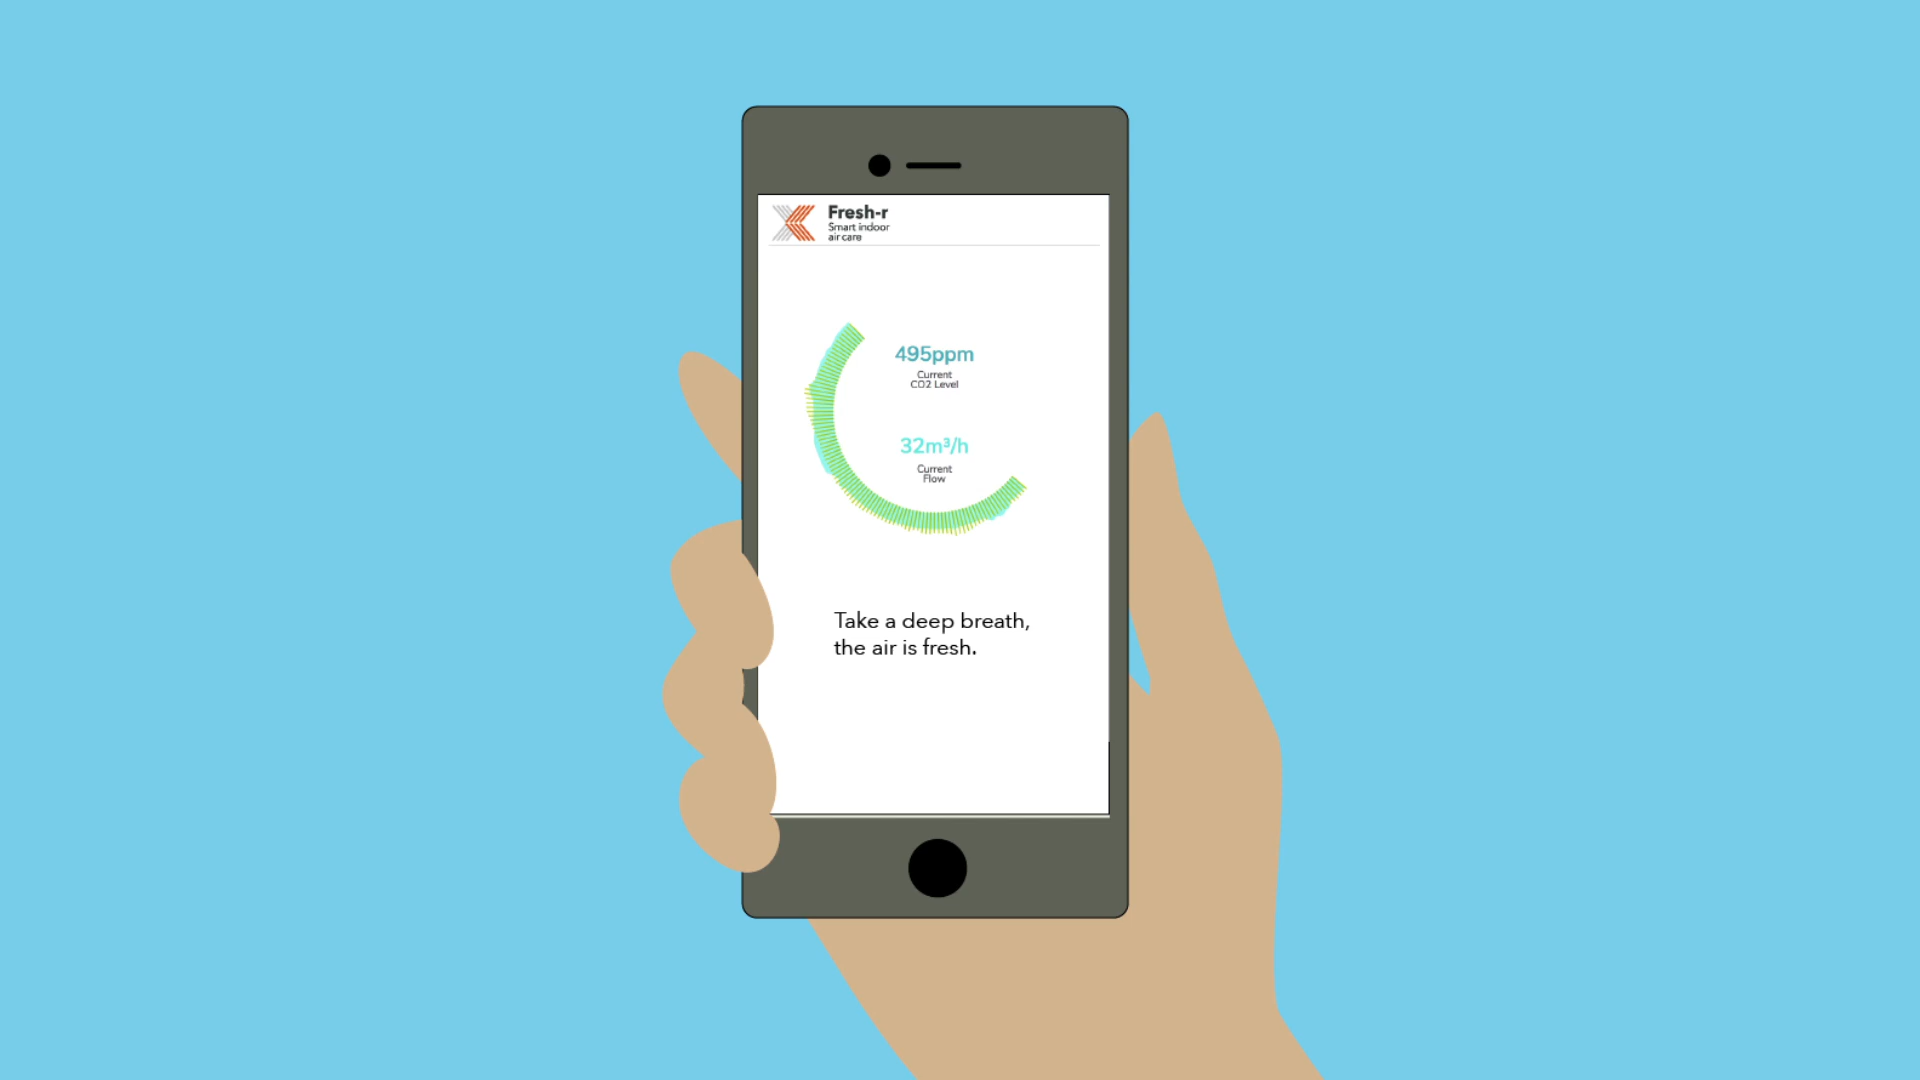 Fresh-r
Smart indoor
air care
495ppm
Current
CO2 Level
32m³/h
Current
Flow
Take a deep breath,
the air is fresh.